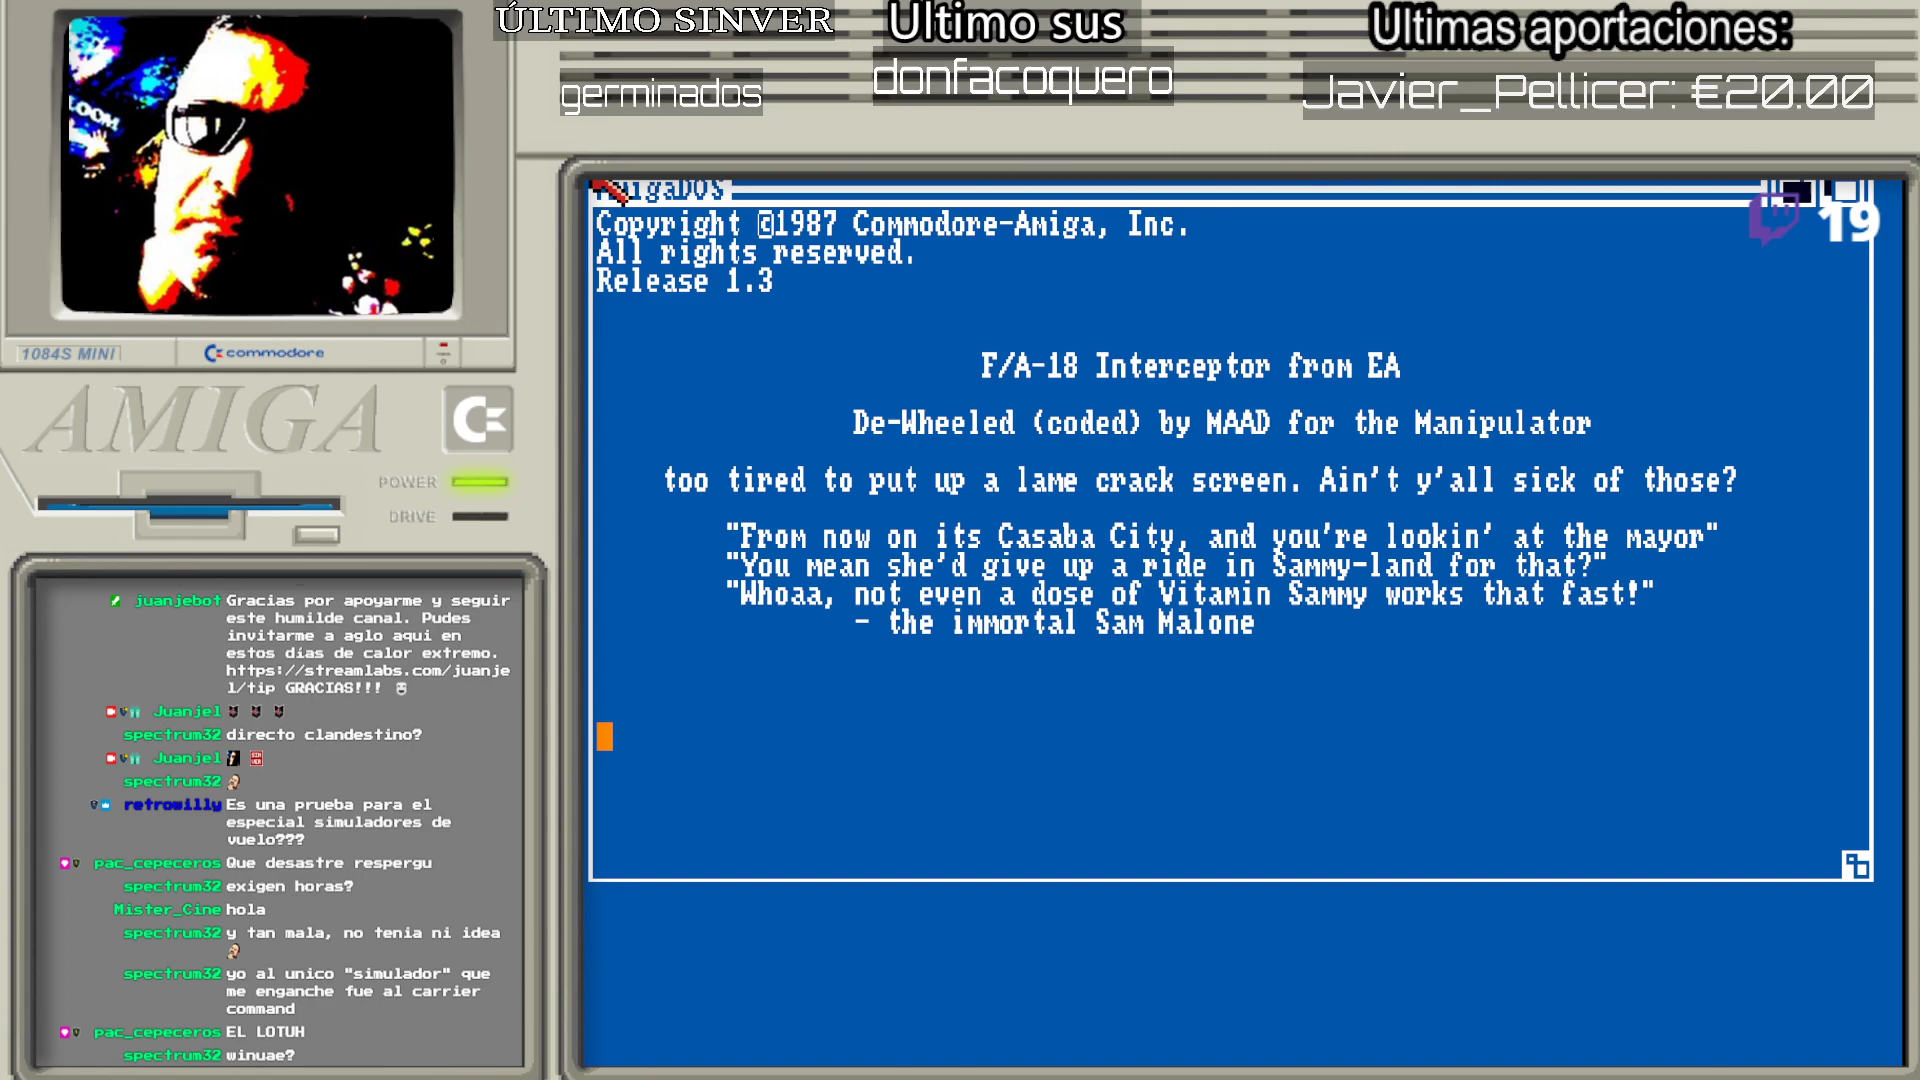 ÚLTIMO SINVER
germinados
Ultimo sus
donfacoquero
Ultimas aportaciones:
Javier_Pellicer: €20.00
LOOM
1084S MINI
commodore
AMIGA
POWER
DRIVE
AmigaDOS
19
Copyright ©1987 Commodore-Amiga, Inc.
All rights reserved.
Release 1.3
F/A-18 Interceptor from EA
De-Wheeled (coded) by MAAD for the Manipulator
too tired to put up a lame crack screen. Ain't y'all sick of those?
"From now on its Casaba City, and you're lookin' at the mayor"
"You mean she'd give up a ride in Sammy-land for that?"
"Whoaa, not even a dose of Vitamin Sammy works that fast!"
- the immortal Sam Malone
juanjebot Gracias por apoyarme y seguir
este humilde canal. Pudes
invitarme a aglo aqui en
estos días de calor extremo.
https://streamlabs.com/juanje
l/tip GRACIAS!!!
Juanjel
spectrum32 directo clandestino?
Juanjel SIN VER
spectrum32
retrowilly Es una prueba para el
especial simuladores de
vuelo???
pac_cepeceros Que desastre respergu
spectrum32 exigen horas?
Mister_Cine hola
spectrum32 y tan mala, no tenia ni idea
spectrum32 yo al unico "simulador" que
me enganche fue al carrier
command
pac_cepeceros EL LOTUH
spectrum32 winuae?